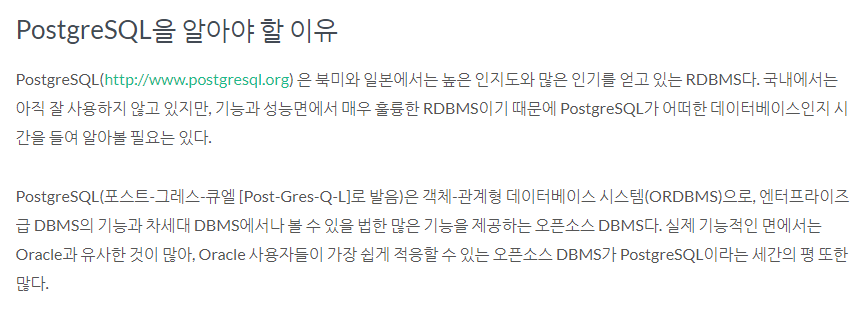 PostgreSQL을 알아야 할 이유
PostgreSQL(http://www.postgresql.org) 은 북미와 일본에서는 높은 인지도와 많은 인기를 얻고 있는 RDBMS다. 국내에서는
아직 잘 사용하지 않고 있지만, 기능과 성능면에서 매우 훌륭한 RDBMS이기 때문에 PostgreSQL가 어떠한 데이터베이스인지 시
간을 들여 알아볼 필요는 있다.
PostgreSQL(포스트-그레스-큐엘 [Post-Gres-Q-L]로 발음)은 객체-관계형 데이터베이스 시스템(ORDBMS)으로, 엔터프라이즈
급 DBMS의 기능과 차세대 DBMS에서나 볼 수 있을 법한 많은 기능을 제공하는 오픈소스 DBMS다. 실제 기능적인 면에서는
Oracle과 유사한 것이 많아, Oracle 사용자들이 가장 쉽게 적응할 수 있는 오픈소스 DBMS가 PostgreSQL이라는 세간의 평 또한
많다.